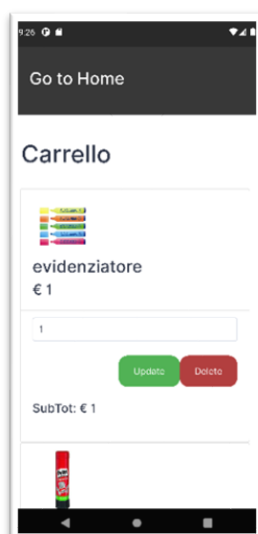 9:26
Go to Home
Carrello
evidenziatore
€ 1
1
Update Delete
SubTot: € 1